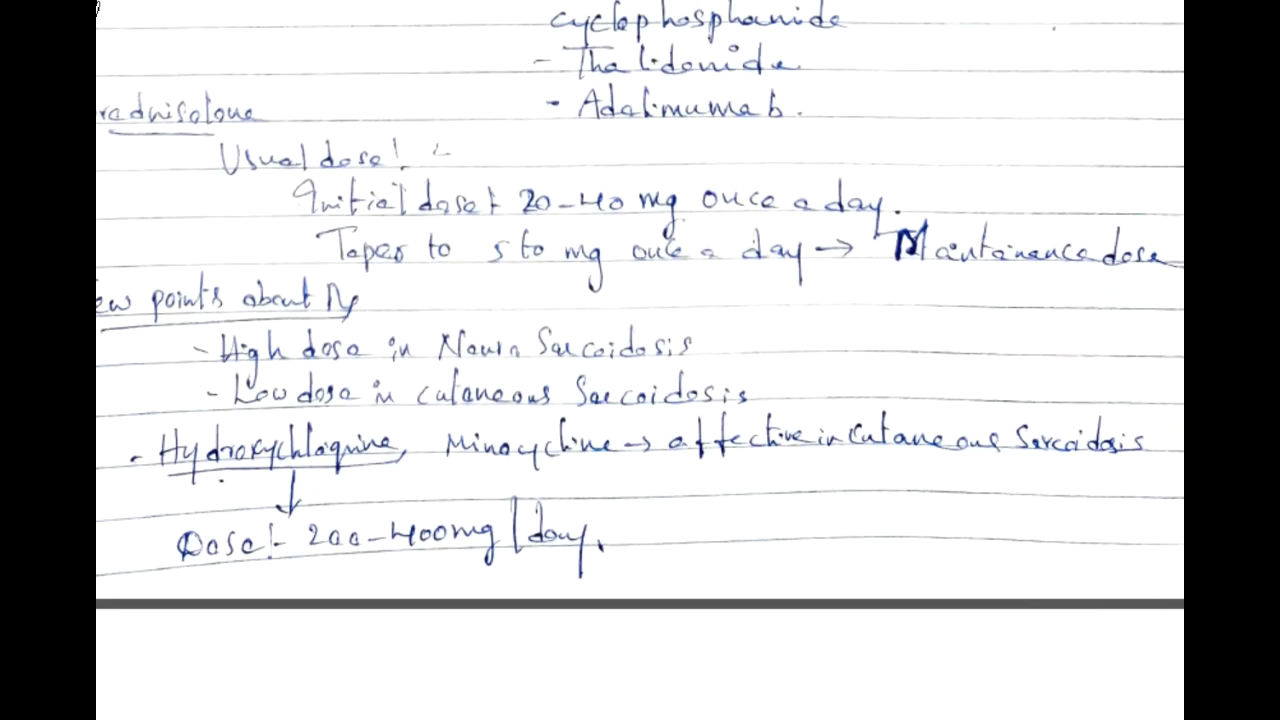 cyclophosphanide
- Thalidomide
- Adalimumab.
rednisolone
Usual dose! -
Initial dose :- 20-40 mg once a day.
Taper to 5 to mg once a day → Maintainance dose
ew points about Rx
- High dose in Neuro Sarcoidosis
- Low dose in cutaneous Sarcoidosis
- Hydroxychloquine, Minocycline → affective in Cutaneous Sarcoidosis
↓
Dose :- 200-400mg/day.